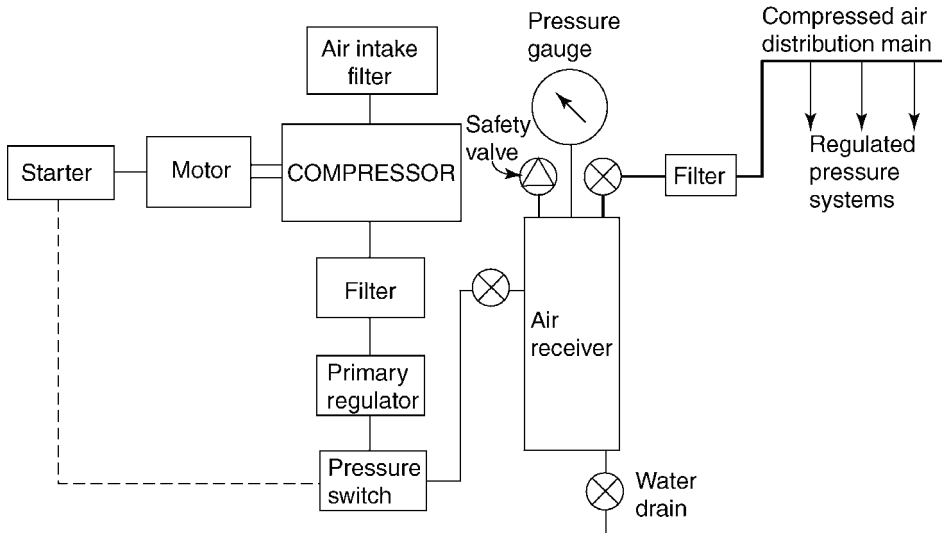 Air intake
filter
Pressure
gauge
Compressed air
distribution main
Safety
valve
Starter
Motor
COMPRESSOR
Filter
Regulated
pressure
systems
Filter
Air
receiver
Primary
regulator
Pressure
switch
Water
drain